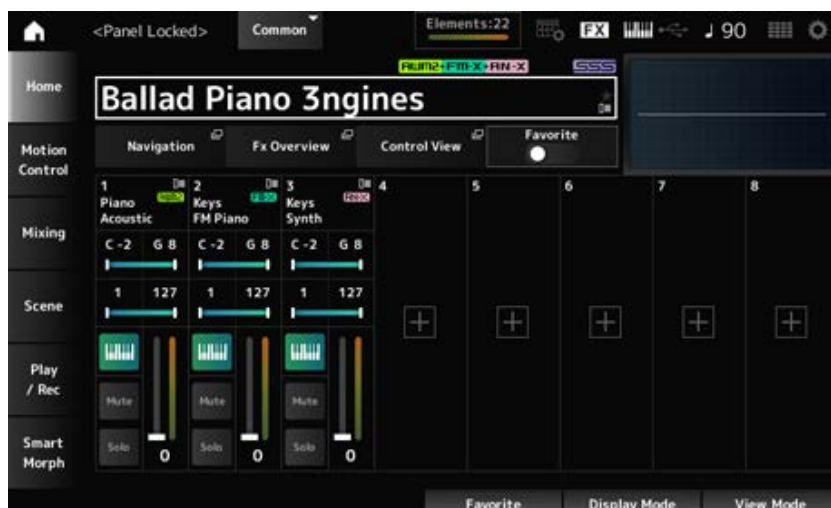 <Panel Locked>
Common
Elements:22
FX
90
Home
AWM2+FM-X+AN-X
SSS
Ballad Piano 3ngines
Navigation
Fx Overview
Control View
Favorite
Motion
Control
1
Piano
Acoustic
AWM2
2
Keys
FM Piano
FM-X
3
Keys
Synth
AN-X
4
5
6
7
8
Mixing
C -2 G 8
C -2 G 8
C -2 G 8
Scene
1 127
1 127
1 127
Play
/ Rec
Mute
Mute
Mute
Smart
Morph
Solo
0
Solo
0
Solo
0
Favorite
Display Mode
View Mode